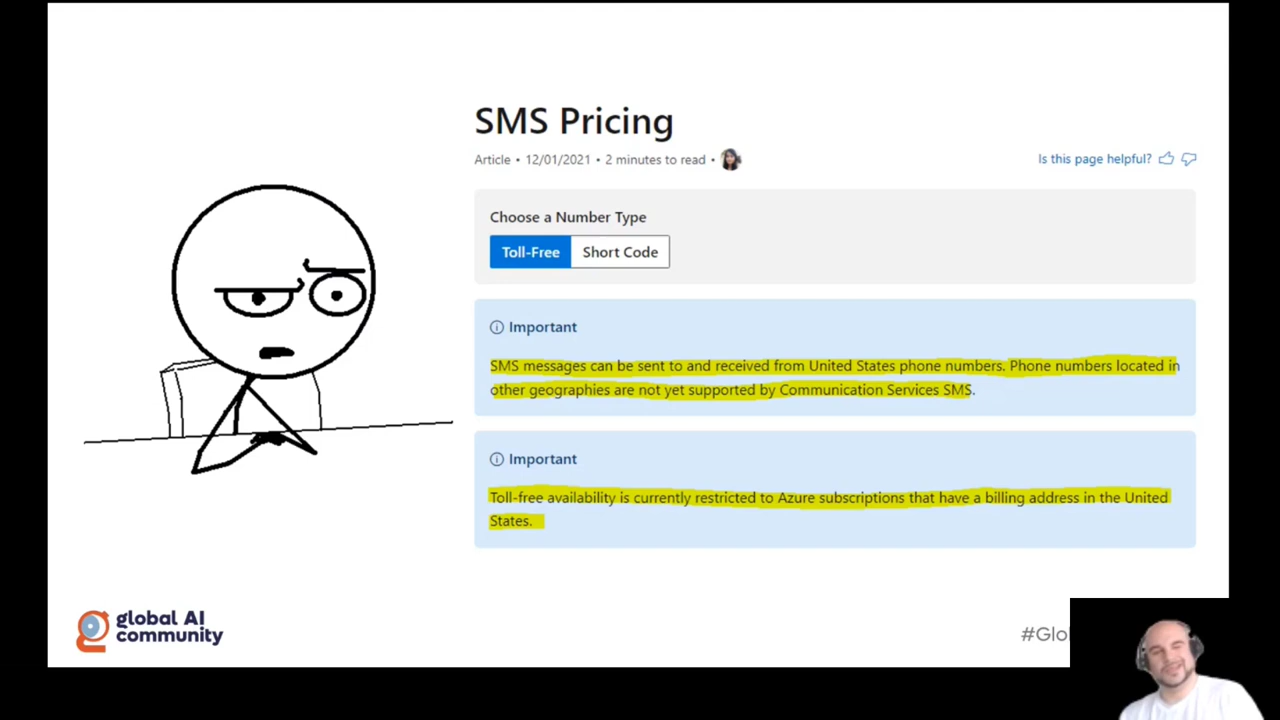 SMS Pricing
Article • 12/01/2021 • 2 minutes to read •
Is this page helpful?
Choose a Number Type
Toll-Free
Short Code
Important
SMS messages can be sent to and received from United States phone numbers. Phone numbers located in
other geographies are not yet supported by Communication Services SMS.
Important
Toll-free availability is currently restricted to Azure subscriptions that have a billing address in the United
States.
global AI
community